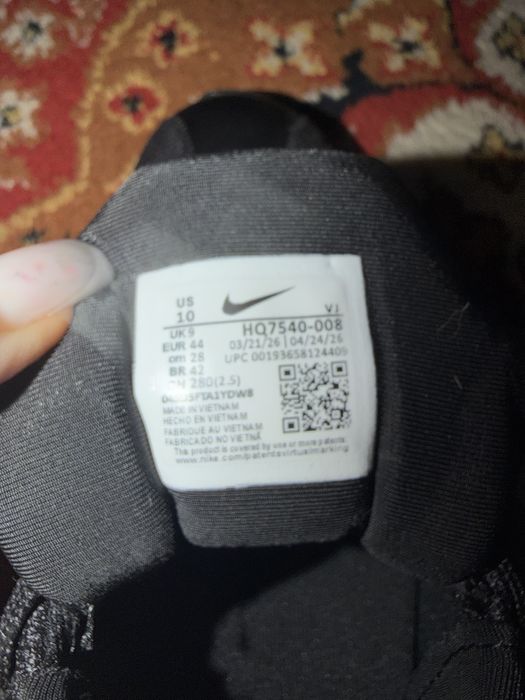 US
10
UK 9
EUR 44
cm 28
BR 42
CN 280(2.5)
VJ
HQ7540-008
03/21/26 | 04/24/26
UPC 00193658124409
MADE IN VIETNAM
HECHO EN VIETNAM
FABRIQUE AU VIETNAM
FABRICADO NO VIETNÃ
This product is covered by one or more patents.
www.nike.com/patentsvirtualmarking